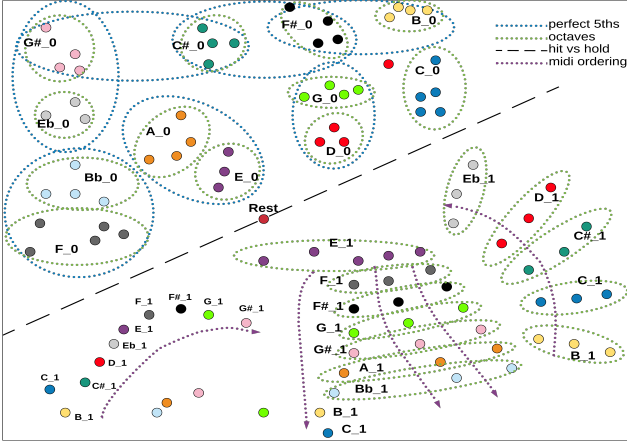 perfect 5ths
octaves
hit vs hold
midi ordering
G#_0
C#_0
F#_0
B_0
C_0
G_0
Eb_0
A_0
D_0
Bb_0
E_0
Eb_1
D_1
Rest
C#_1
E_1
F_0
F_1
C_1
F#_1
F_1
F#_1
G_1
G#_1
E_1
G_1
Eb_1
G#_1
B_1
D_1
A_1
C_1
C#_1
Bb_1
B_1
B_1
C_1